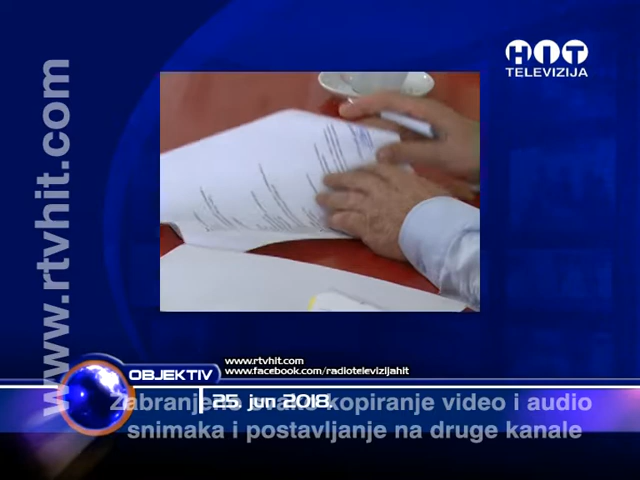 HIT
TELEVIZIJA
www.rtvhit.com
www.rtvhit.com
www.facebook.com/radiotelevizijahit
OBJEKTIV
25. jun 2018.
kopiranje video i audio
snimaka i postavljanje na druge kanale